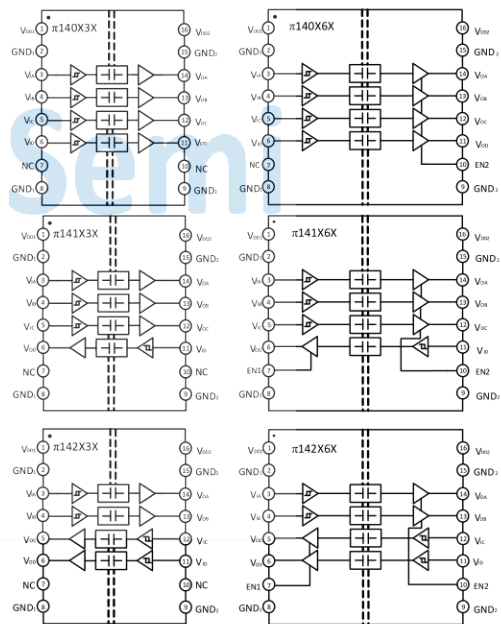 π140X3X
VDD1 1 16 VDD2
GND1 2 15 GND2
VIA 3 14 VOA
VIB 4 13 VOB
VIC 5 12 VOC
VID 6 11 VOD
NC 7 10 NC
GND1 8 9 GND2
π140X6X
VDD1 1 16 VDD2
GND1 2 15 GND2
VIA 3 14 VOA
VIB 4 13 VOB
VIC 5 12 VOC
VID 6 11 VOD
NC 7 10 EN2
GND1 8 9 GND2
Semi
π141X3X
VDD1 1 16 VDD2
GND1 2 15 GND2
VIA 3 14 VOA
VIB 4 13 VOB
VIC 5 12 VOC
VOD 6 11 VID
NC 7 10 NC
GND1 8 9 GND2
π141X6X
VDD1 1 16 VDD2
GND1 2 15 GND2
VIA 3 14 VOA
VIB 4 13 VOB
VIC 5 12 VOC
VOD 6 11 VID
EN1 7 10 EN2
GND1 8 9 GND2
π142X3X
VDD1 1 16 VDD2
GND1 2 15 GND2
VIA 3 14 VOA
VIB 4 13 VOB
VOC 5 12 VIC
VOD 6 11 VID
NC 7 10 NC
GND1 8 9 GND2
π142X6X
VDD1 1 16 VDD2
GND1 2 15 GND2
VIA 3 14 VOA
VIB 4 13 VOB
VOC 5 12 VIC
VOD 6 11 VID
EN1 7 10 EN2
GND1 8 9 GND2